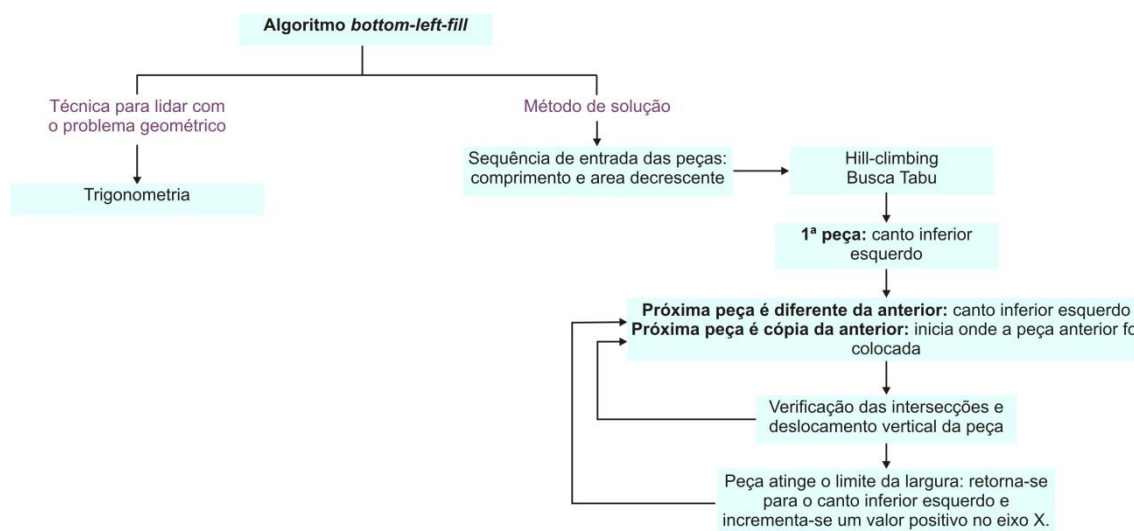 Algoritmo bottom-left-fill
Técnica para lidar com
o problema geométrico
Trigonometria
Método de solução
Sequência de entrada das peças:
comprimento e area decrescente
Hill-climbing
Busca Tabu
1ª peça: canto inferior
esquerdo
Próxima peça é diferente da anterior: canto inferior esquerdo
Próxima peça é cópia da anterior: inicia onde a peça anterior fo
colocada
Verificação das intersecções e
deslocamento vertical da peça
Peça atinge o limite da largura: retorna-se
para o canto inferior esquerdo e
incrementa-se um valor positivo no eixo X.